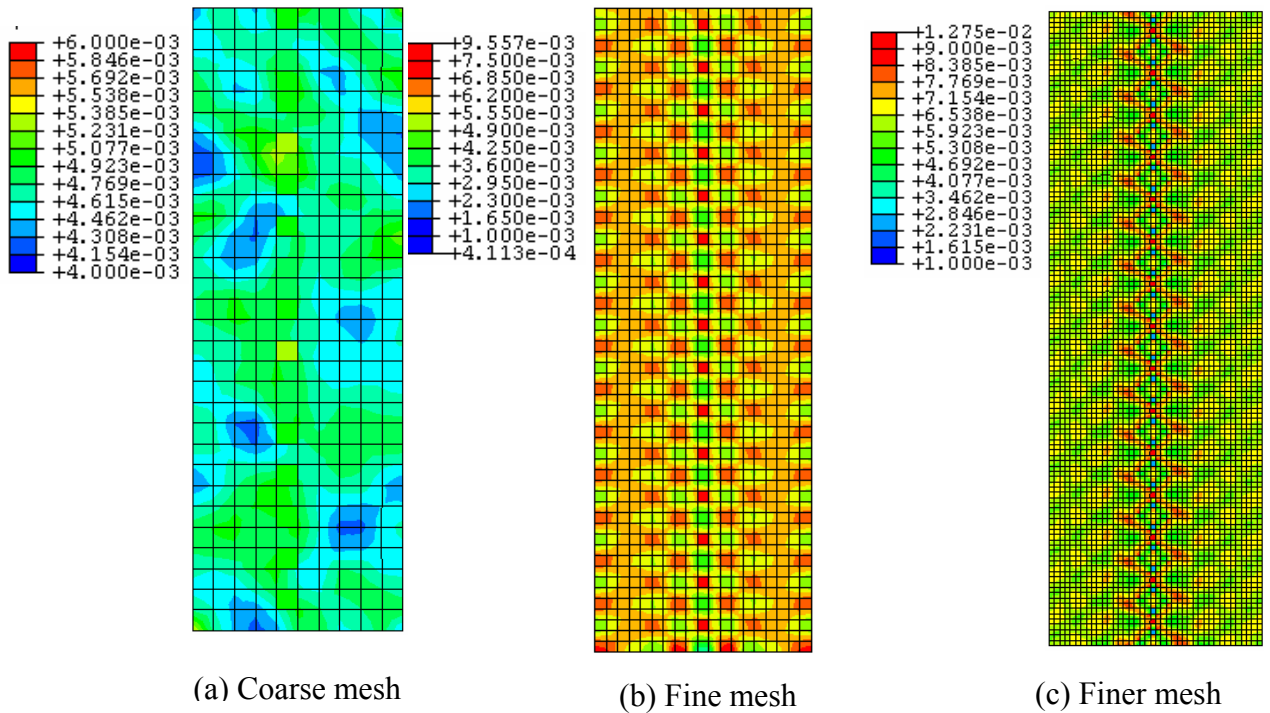 +6.000e-03
+5.846e-03
+5.692e-03
+5.538e-03
+5.385e-03
+5.231e-03
+5.077e-03
+4.923e-03
+4.769e-03
+4.615e-03
+4.462e-03
+4.308e-03
+4.154e-03
+4.000e-03
+9.557e-03
+7.500e-03
+6.850e-03
+6.200e-03
+5.550e-03
+4.900e-03
+4.250e-03
+3.600e-03
+2.950e-03
+2.300e-03
+1.650e-03
+1.000e-03
+4.113e-04
+1.275e-02
+9.000e-03
+8.385e-03
+7.769e-03
+7.154e-03
+6.538e-03
+5.923e-03
+5.308e-03
+4.692e-03
+4.077e-03
+3.462e-03
+2.846e-03
+2.231e-03
+1.615e-03
+1.000e-03
(a) Coarse mesh
(b) Fine mesh
(c) Finer mesh